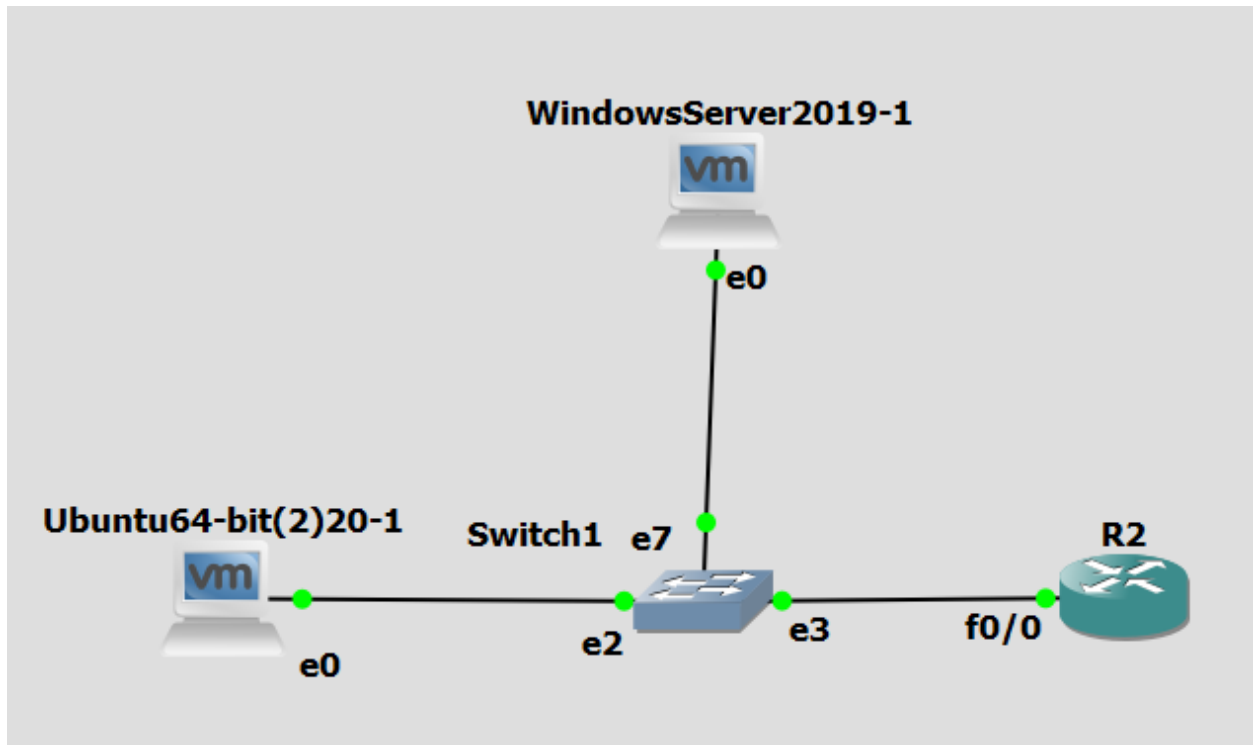 WindowsServer2019-1
vm
e0
Ubuntu64-bit(2)20-1
vm
e0
Switch1
e7
e2
e3
R2
f0/0